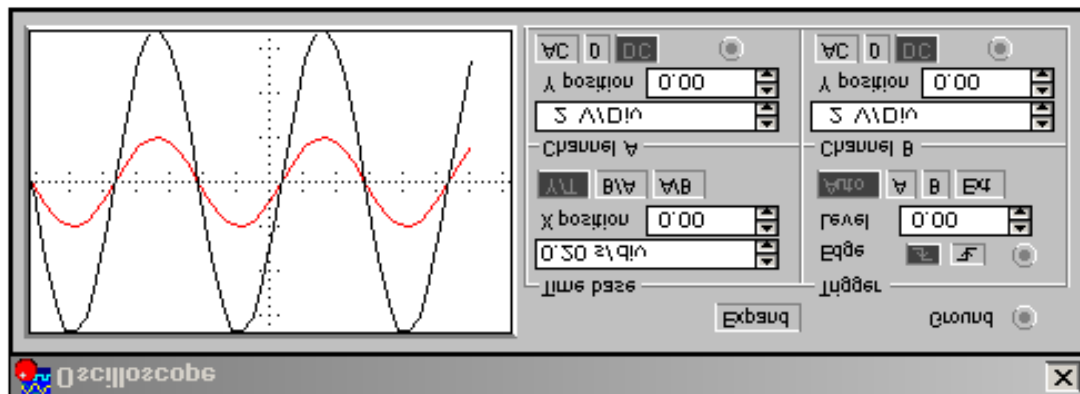 Oscilloscope
Expand
Ground
Time base
0.20 s/div
X position 0.00
Y/T B/A A/B
Trigger
Edge
Level 0.00
Auto A B Ext
Channel A
2 V/Div
Y position 0.00
AC 0 DC
Channel B
2 V/Div
Y position 0.00
AC 0 DC